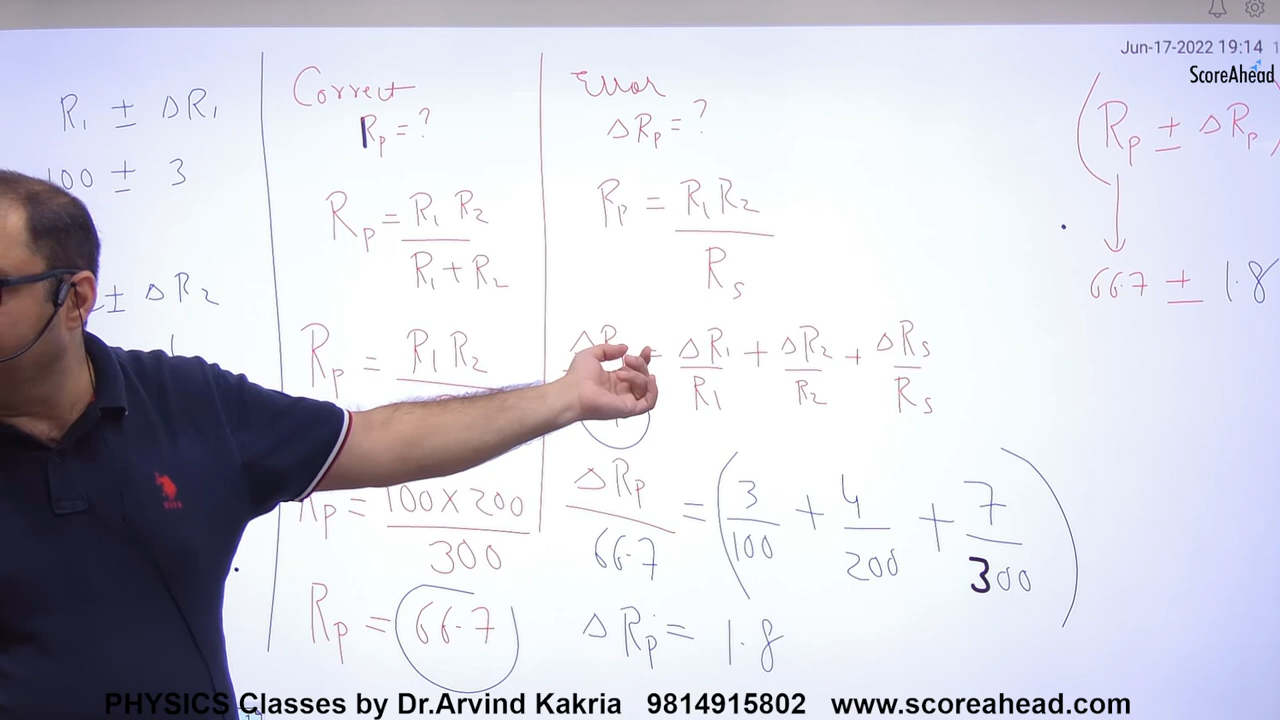 Jun-17-2022 19:14
ScoreAhead
R₁ ± ΔR₁
100 ± 3
± ΔR₂
Correct
Rₚ = ?
Rₚ = R₁ R₂ / R₁ + R₂
Rₚ = R₁ R₂
Rₚ = 100 X 200 / 300
Rₚ = 66.7
Error
ΔRₚ = ?
Rₚ = R₁ R₂ / Rₛ
= ΔR₁ / R₁ + ΔR₂ / R₂ + ΔRₛ / Rₛ
ΔRₚ / 66.7 = ( 3 / 100 + 4 / 200 + 7 / 300 )
ΔRₚ = 1.8
( Rₚ ± ΔRₚ
66.7 ± 1.8
PHYSICS Classes by Dr.Arvind Kakria 9814915802 www.scoreahead.com